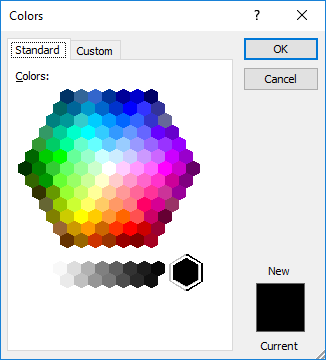 Colors
? ×
Standard
Custom
OK
Cancel
Colors:
New
Current